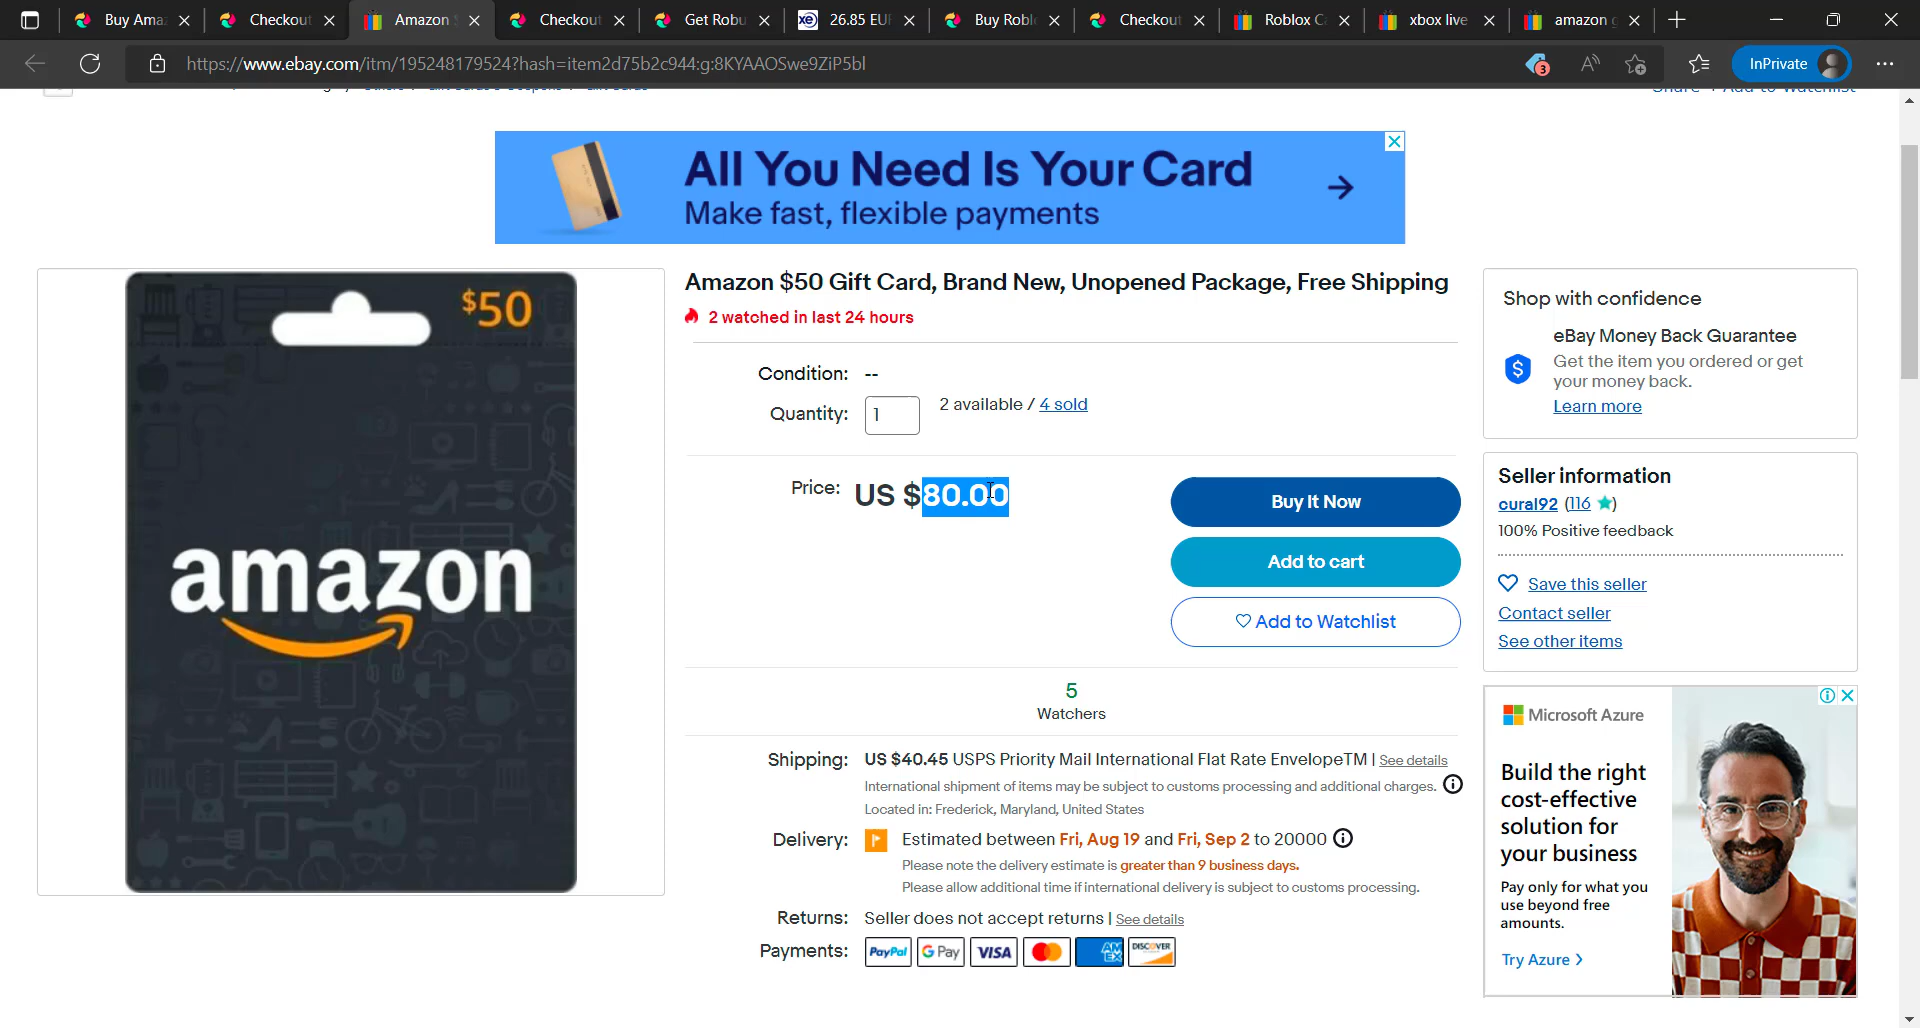 Buy Ama
Checkout
Amazon
Checkout
Get Robu
26.85 EUR
Buy Roblo
Checkout
Roblox C
xbox live
amazon g
https://www.ebay.com/itm/195248179524?hash=item2d75b2c944:g:8KYAAOSwe9ZiP5bl
3
InPrivate
All You Need Is Your Card
Make fast, flexible payments
$50
amazon
Amazon $50 Gift Card, Brand New, Unopened Package, Free Shipping
2 watched in last 24 hours
Condition: --
Quantity: 1 2 available / 4 sold
Price: US $80.00
Buy It Now
Add to cart
Add to Watchlist
5
Watchers
Shipping: US $40.45 USPS Priority Mail International Flat Rate EnvelopeTM | See details
International shipment of items may be subject to customs processing and additional charges.
Located in: Frederick, Maryland, United States
Delivery: Estimated between Fri, Aug 19 and Fri, Sep 2 to 20000
Please note the delivery estimate is greater than 9 business days.
Please allow additional time if international delivery is subject to customs processing.
Returns: Seller does not accept returns | See details
Payments: PayPal G Pay VISA AM EX DISCOVER
Shop with confidence
eBay Money Back Guarantee
Get the item you ordered or get
your money back.
Learn more
Seller information
cural92 (116 )
100% Positive feedback
Save this seller
Contact seller
See other items
Microsoft Azure
Build the right
cost-effective
solution for
your business
Pay only for what you
use beyond free
amounts.
Try Azure >